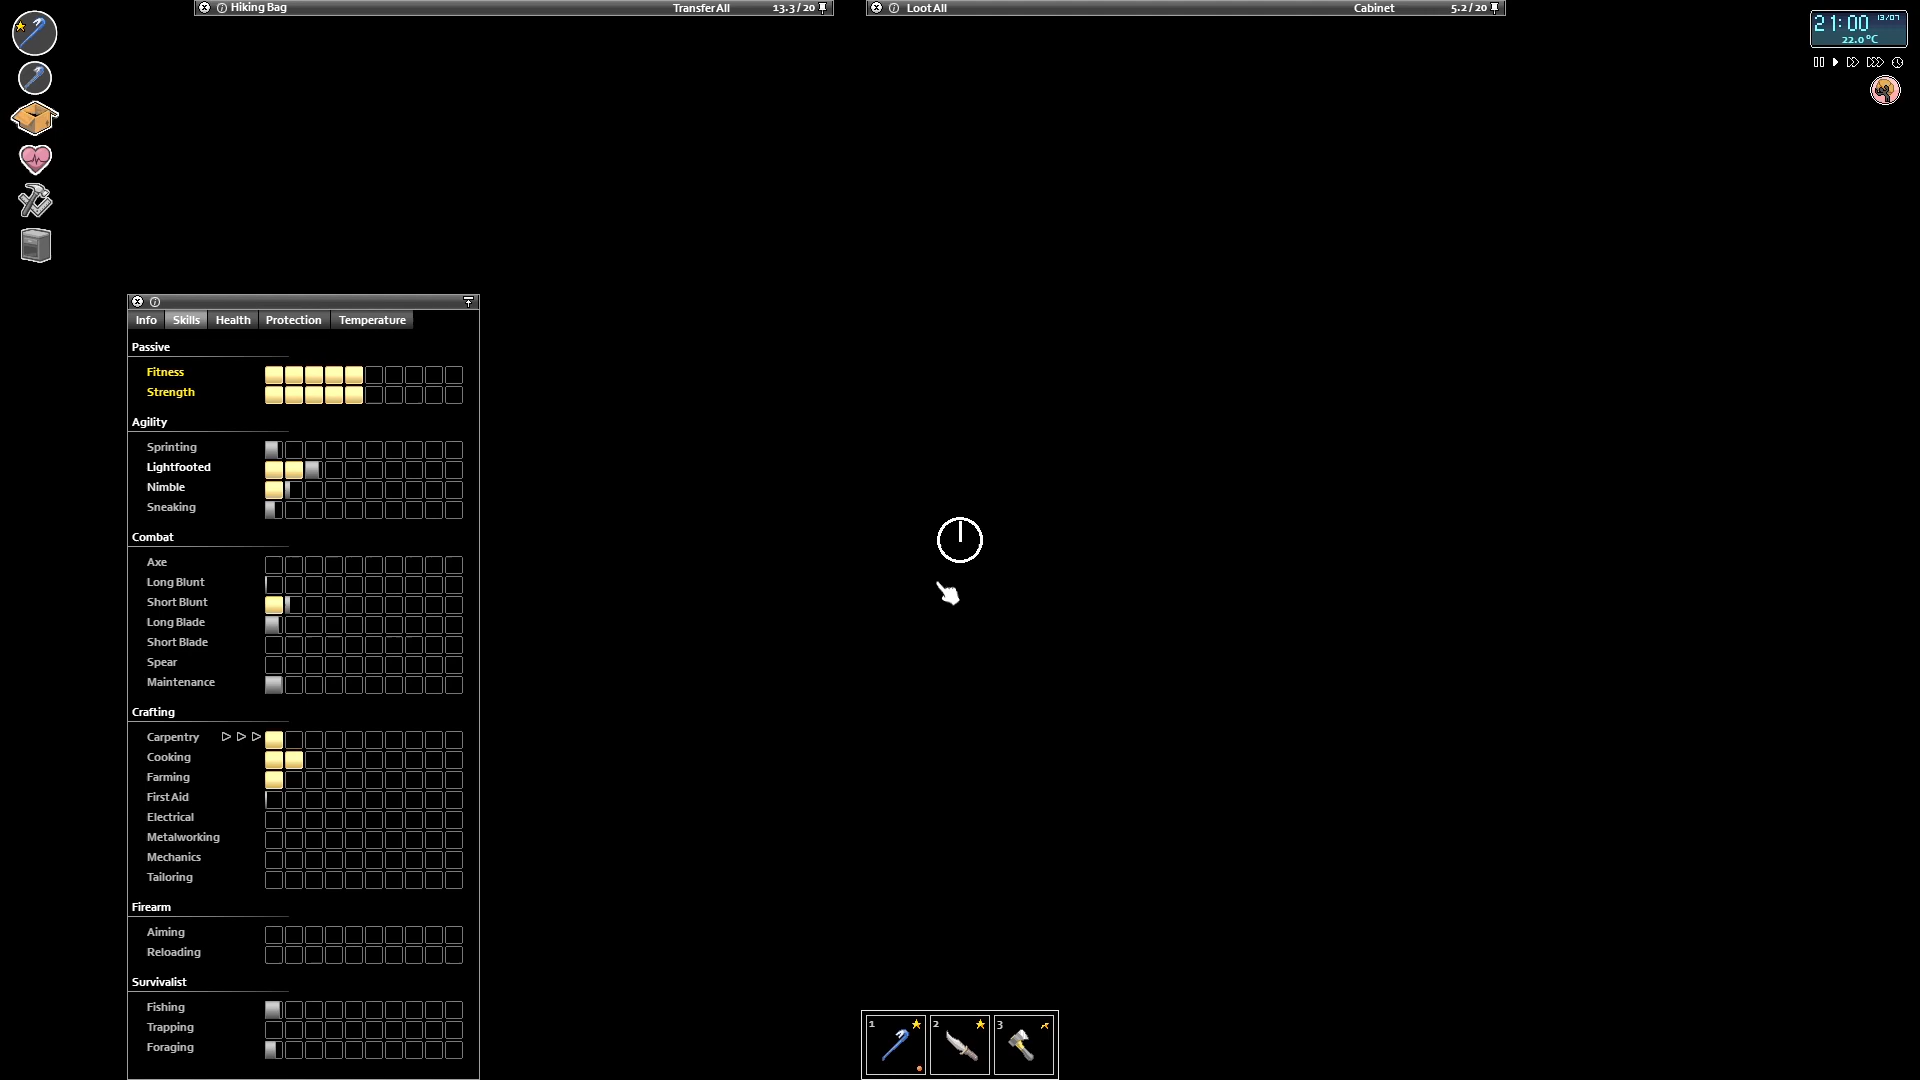 Hiking Bag Transfer All 13.3 / 20
Loot All Cabinet 5.2 / 20
21:00 13/07
22.0 °C
Info Skills Health Protection Temperature
Passive
Fitness
Strength
Agility
Sprinting
Lightfooted
Nimble
Sneaking
Combat
Axe
Long Blunt
Short Blunt
Long Blade
Short Blade
Spear
Maintenance
Crafting
Carpentry
Cooking
Farming
First Aid
Electrical
Metalworking
Mechanics
Tailoring
Firearm
Aiming
Reloading
Survivalist
Fishing
Trapping
Foraging
1 2 3